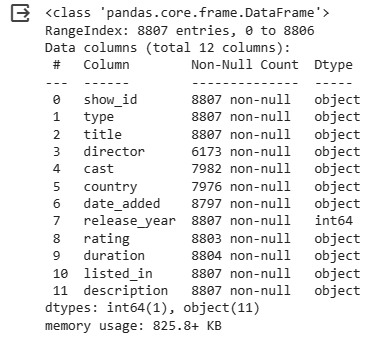 <class 'pandas.core.frame.DataFrame'>
RangeIndex: 8807 entries, 0 to 8806
Data columns (total 12 columns):
 #   Column        Non-Null Count  Dtype
---  ------        --------------  -----
 0   show_id       8807 non-null   object
 1   type          8807 non-null   object
 2   title         8807 non-null   object
 3   director      6173 non-null   object
 4   cast          7982 non-null   object
 5   country       7976 non-null   object
 6   date_added    8797 non-null   object
 7   release_year  8807 non-null   int64
 8   rating        8803 non-null   object
 9   duration      8804 non-null   object
 10  listed_in     8807 non-null   object
 11  description   8807 non-null   object
dtypes: int64(1), object(11)
memory usage: 825.8+ KB